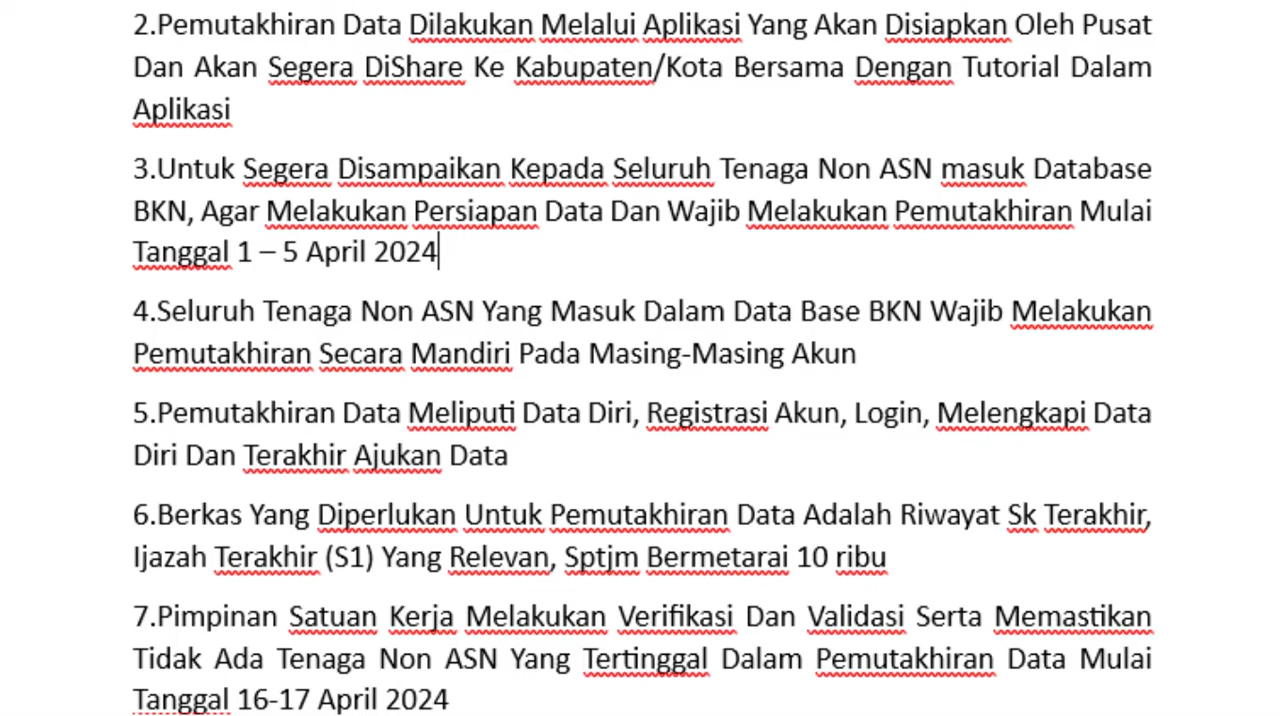 2.Pemutakhiran Data Dilakukan Melalui Aplikasi Yang Akan Disiapkan Oleh Pusat
Dan Akan Segera DiShare Ke Kabupaten/Kota Bersama Dengan Tutorial Dalam
Aplikasi
3.Untuk Segera Disampaikan Kepada Seluruh Tenaga Non ASN masuk Database
BKN, Agar Melakukan Persiapan Data Dan Wajib Melakukan Pemutakhiran Mulai
Tanggal 1 – 5 April 2024
4.Seluruh Tenaga Non ASN Yang Masuk Dalam Data Base BKN Wajib Melakukan
Pemutakhiran Secara Mandiri Pada Masing-Masing Akun
5.Pemutakhiran Data Meliputi Data Diri, Registrasi Akun, Login, Melengkapi Data
Diri Dan Terakhir Ajukan Data
6.Berkas Yang Diperlukan Untuk Pemutakhiran Data Adalah Riwayat Sk Terakhir,
Ijazah Terakhir (S1) Yang Relevan, Sptjm Bermetarai 10 ribu
7.Pimpinan Satuan Kerja Melakukan Verifikasi Dan Validasi Serta Memastikan
Tidak Ada Tenaga Non ASN Yang Tertinggal Dalam Pemutakhiran Data Mulai
Tanggal 16-17 April 2024